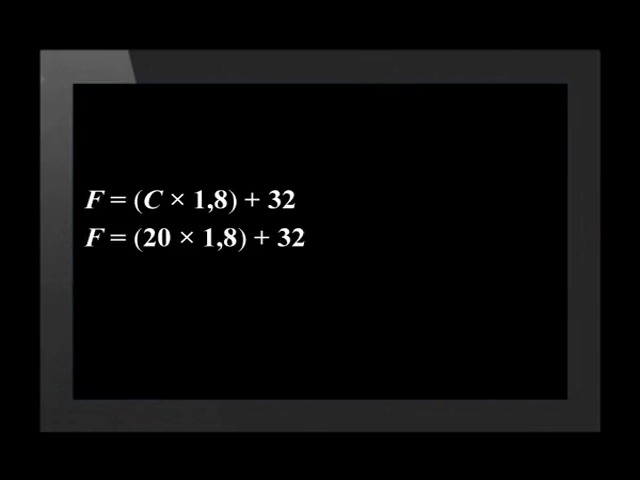 F = (C × 1,8) + 32
F = (20 × 1,8) + 32